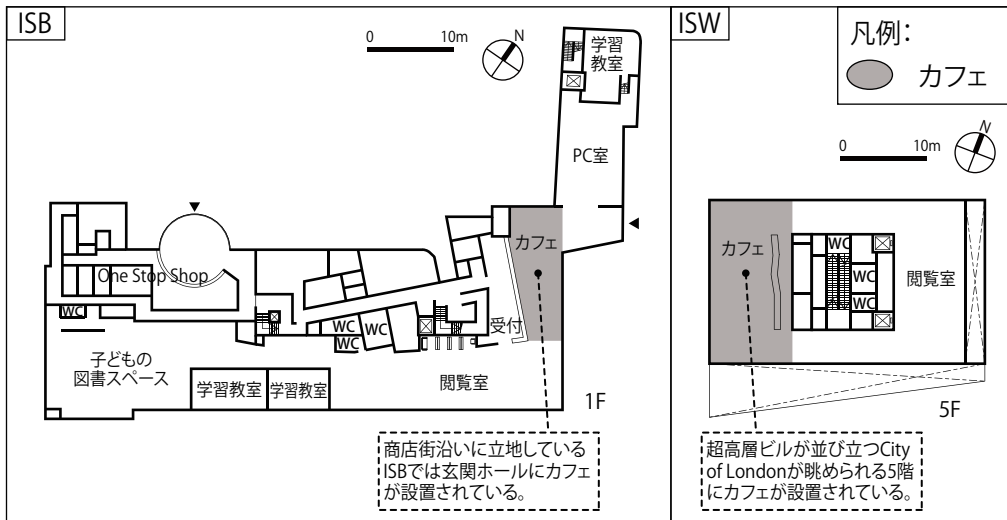 ISB
0 10m
N
学習
教室
PC室
カフェ
One Stop Shop
WC
WC
WC
WC
受付
子どもの
図書スペース
学習教室
学習教室
閲覧室
1F
商店街沿いに立地している
ISBでは玄関ホールにカフェ
が設置されている。
ISW
凡例：
カフェ
0 10m
N
カフェ
WC
WC
WC
閲覧室
5F
超高層ビルが並び立つCity
of Londonが眺められる5階
にカフェが設置されている。